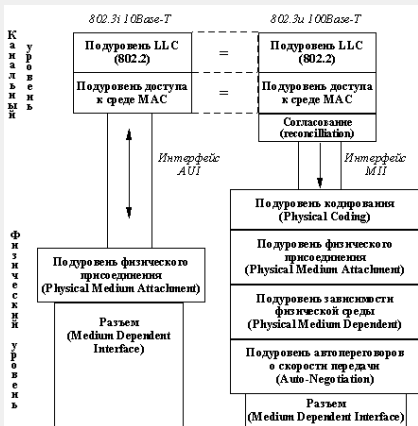 802.3i 10Base-T
802.3u 100Base-T
Канальный
уровень
Подуровень LLC
(802.2)
=
Подуровень LLC
(802.2)
Подуровень доступа
к среде MAC
=
Подуровень доступа
к среде MAC
Согласование
(reconcilliation)
Интерфейс
AUI
Интерфейс
MII
Физический уровень
Подуровень физического
присоединения
(Physical Medium Attachment)
Разъем
(Medium Dependent
Interface)
Подуровень кодирования
(Physical Coding)
Подуровень физического
присоединения
(Physical Medium Attachment)
Подуровень зависимости
физической среды
(Physical Medium Dependent)
Подуровень автопереговоров
о скорости передачи
(Auto-Negotiation)
Разъем
(Medium Dependent Interface)